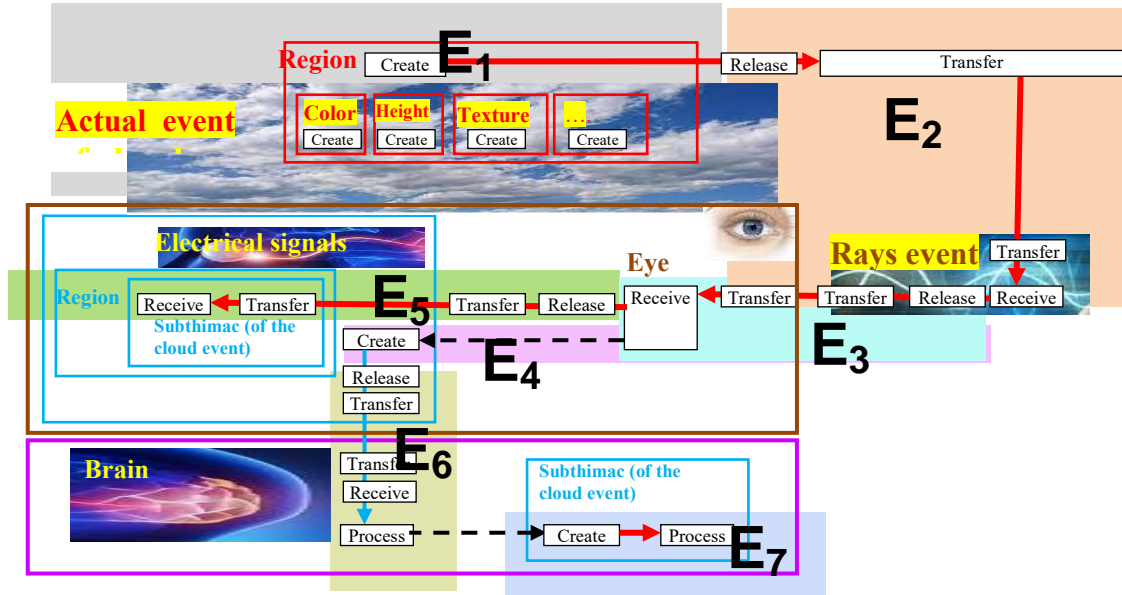 Region
Create
E1
Release
Transfer
Color
Height
Texture
....
Create
Create
Create
Create
Actual event
E2
Electrical signals
Eye
Rays event
Transfer
Region
Receive
Transfer
E5
Transfer
Release
Receive
Transfer
Transfer
Release
Receive
Subthimac (of the
cloud event)
Create
E4
E3
Release
Transfer
E6
Brain
Transfer
Receive
Process
Subthimac (of the
cloud event)
Create
Process
E7